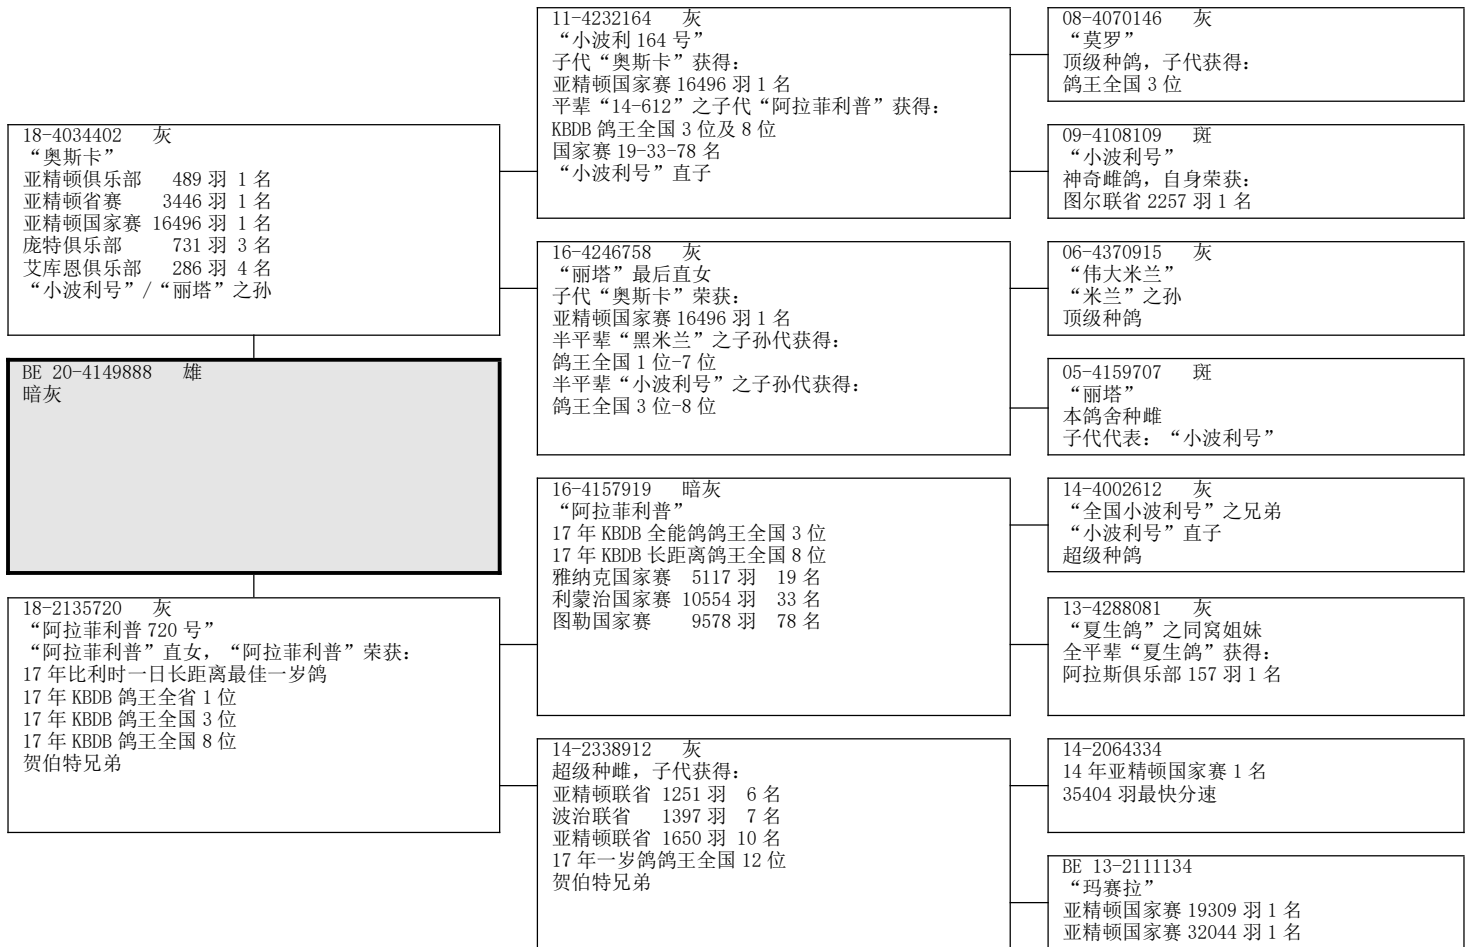 18-4034402 灰
“奥斯卡”
亚精顿俱乐部 489 羽 1 名
亚精顿省赛 3446 羽 1 名
亚精顿国家赛 16496 羽 1 名
庞特俱乐部 731 羽 3 名
艾库恩俱乐部 286 羽 4 名
“小波利号”/“丽塔”之孙
BE 20-4149888 雄
暗灰
18-2135720 灰
“阿拉菲利普 720 号”
“阿拉菲利普”直女，“阿拉菲利普”荣获：
17 年比利时一日长距离最佳一岁鸽
17 年 KBDB 鸽王全省 1 位
17 年 KBDB 鸽王全国 3 位
17 年 KBDB 鸽王全国 8 位
贺伯特兄弟
11-4232164 灰
“小波利 164 号”
子代“奥斯卡”获得：
亚精顿国家赛 16496 羽 1 名
平辈“14-612”之子代“阿拉菲利普”获得：
KBDB 鸽王全国 3 位及 8 位
国家赛 19-33-78 名
“小波利号”直子
16-4246758 灰
“丽塔”最后直女
子代“奥斯卡”荣获：
亚精顿国家赛 16496 羽 1 名
半平辈“黑米兰”之子孙代获得：
鸽王全国 1 位-7 位
半平辈“小波利号”之子孙代获得：
鸽王全国 3 位-8 位
16-4157919 暗灰
“阿拉菲利普”
17 年 KBDB 全能鸽鸽王全国 3 位
17 年 KBDB 长距离鸽王全国 8 位
雅纳克国家赛 5117 羽 19 名
利蒙治国家赛 10554 羽 33 名
图勒国家赛 9578 羽 78 名
14-2338912 灰
超级种雌，子代获得：
亚精顿联省 1251 羽 6 名
波治联省 1397 羽 7 名
亚精顿联省 1650 羽 10 名
17 年一岁鸽鸽王全国 12 位
贺伯特兄弟
08-4070146 灰
“莫罗”
顶级种鸽，子代获得：
鸽王全国 3 位
09-4108109 斑
“小波利号”
神奇雌鸽，自身荣获：
图尔联省 2257 羽 1 名
06-4370915 灰
“伟大米兰”
“米兰”之孙
顶级种鸽
05-4159707 斑
“丽塔”
本鸽舍种雌
子代代表：“小波利号”
14-4002612 灰
“全国小波利号”之兄弟
“小波利号”直子
超级种鸽
13-4288081 灰
“夏生鸽”之同窝姐妹
全平辈“夏生鸽”获得：
阿拉斯俱乐部 157 羽 1 名
14-2064334
14 年亚精顿国家赛 1 名
35404 羽最快分速
BE 13-2111134
“玛赛拉”
亚精顿国家赛 19309 羽 1 名
亚精顿国家赛 32044 羽 1 名